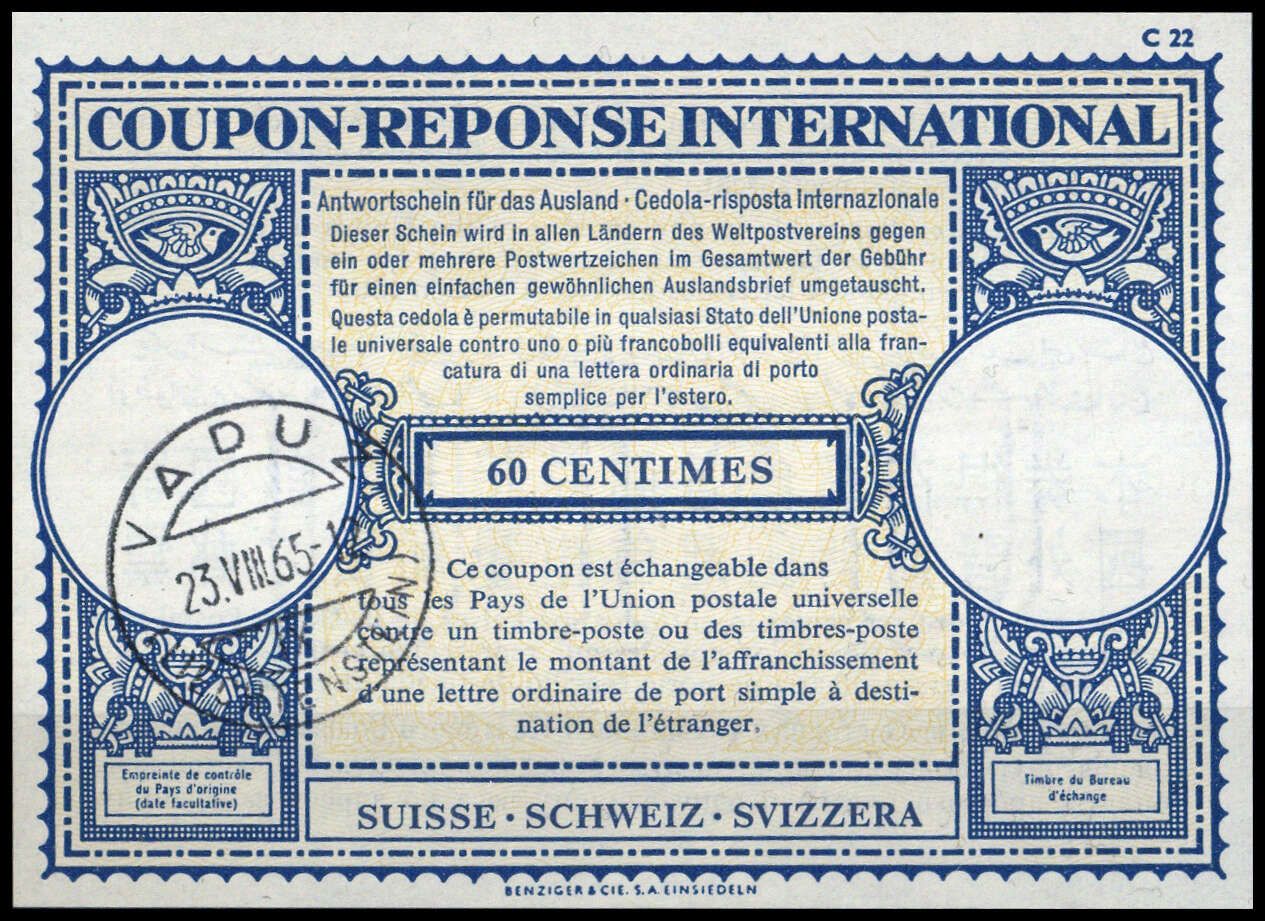 C 22
COUPON-REPONSE INTERNATIONAL
Antwortschein für das Ausland · Cedola-risposta internazionale
Dieser Schein wird in allen Ländern des Weltpostvereins gegen
ein oder mehrere Postwertzeichen im Gesamtwert der Gebühr
für einen einfachen gewöhnlichen Auslandsbrief umgetauscht.
Questa cedola è permutabile in qualsiasi Stato dell'Unione posta-
le universale contro uno o più francobolli equivalenti alla fran-
catura di una lettera ordinaria di porto
semplice per l'estero.
60 CENTIMES
VADUZ
23.VIII.65-
Ce coupon est échangeable dans
tous les Pays de l'Union postale universelle
contre un timbre-poste ou des timbres-poste
représentant le montant de l'affranchissement
d'une lettre ordinaire de port simple à desti-
nation de l'étranger.
Empreinte de contrôle
du Pays d'origine
(date facultative)
Timbre du Bureau
d'échange
SUISSE · SCHWEIZ · SVIZZERA
BENZIGER & CIE. S.A. EINSIEDELN